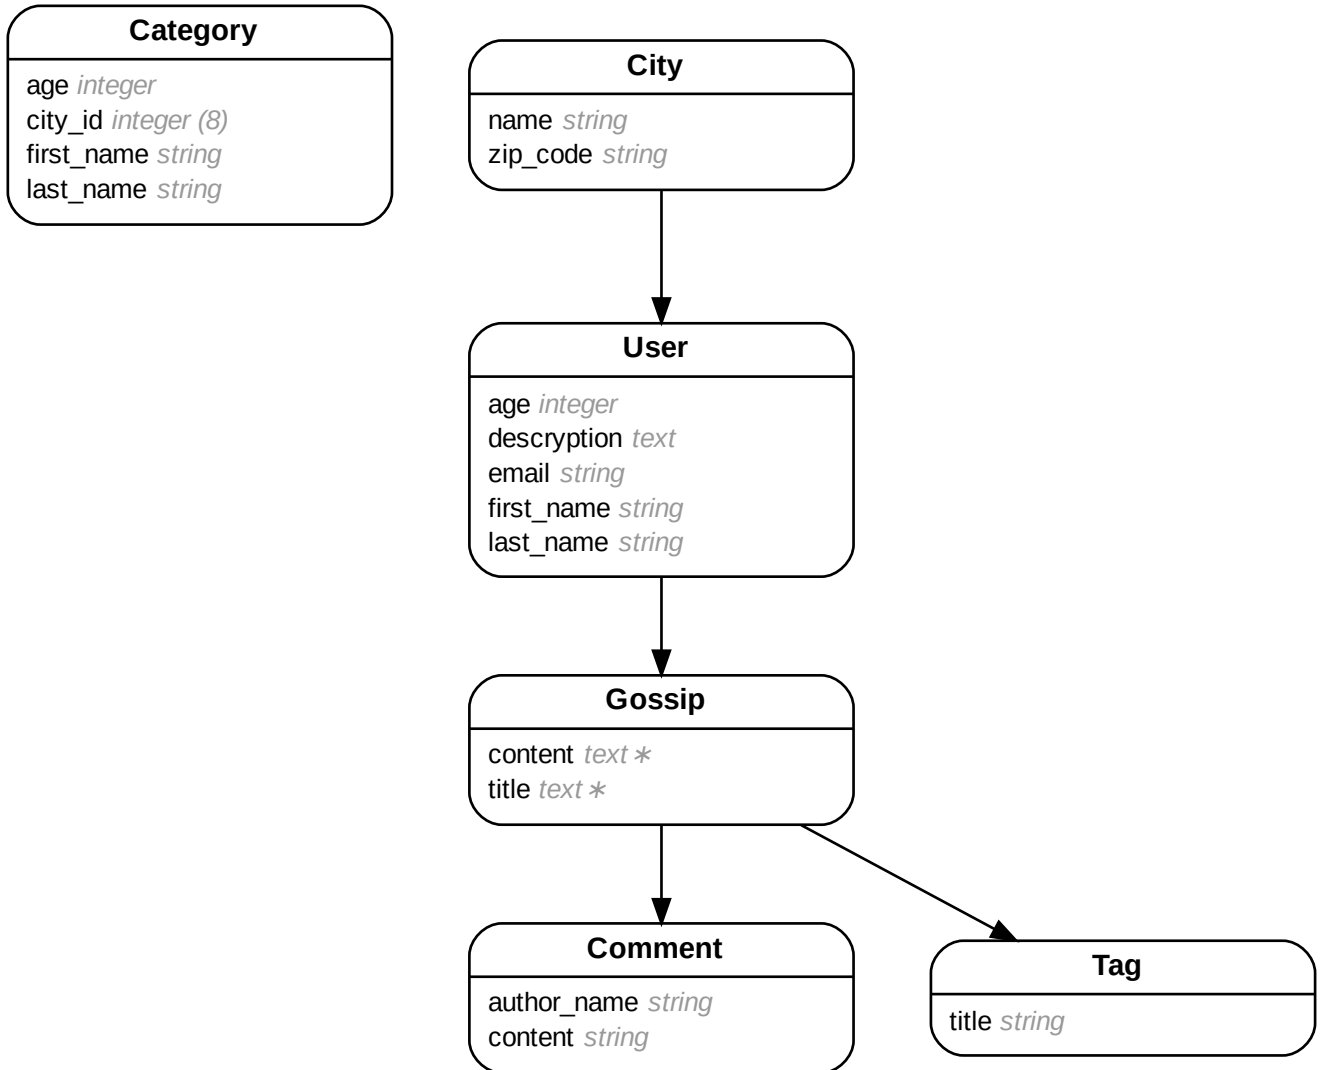 Category
age integer
city_id integer (8)
first_name string
last_name string
City
name string
zip_code string
User
age integer
descryption text
email string
first_name string
last_name string
Gossip
content text ∗
title text ∗
Comment
author_name string
content string
Tag
title string